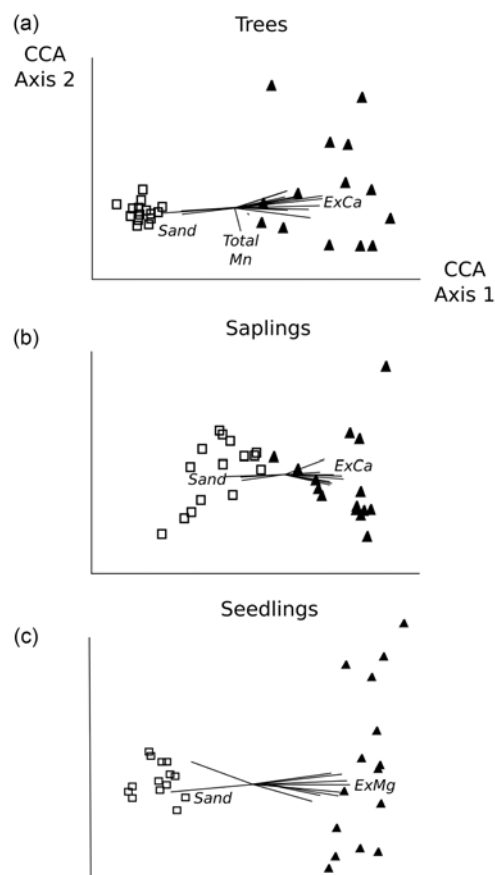 (a)
Trees
CCA
Axis 2
ExCa
Sand
Total
Mn
CCA
Axis 1
(b)
Saplings
ExCa
Sand
(c)
Seedlings
ExMg
Sand